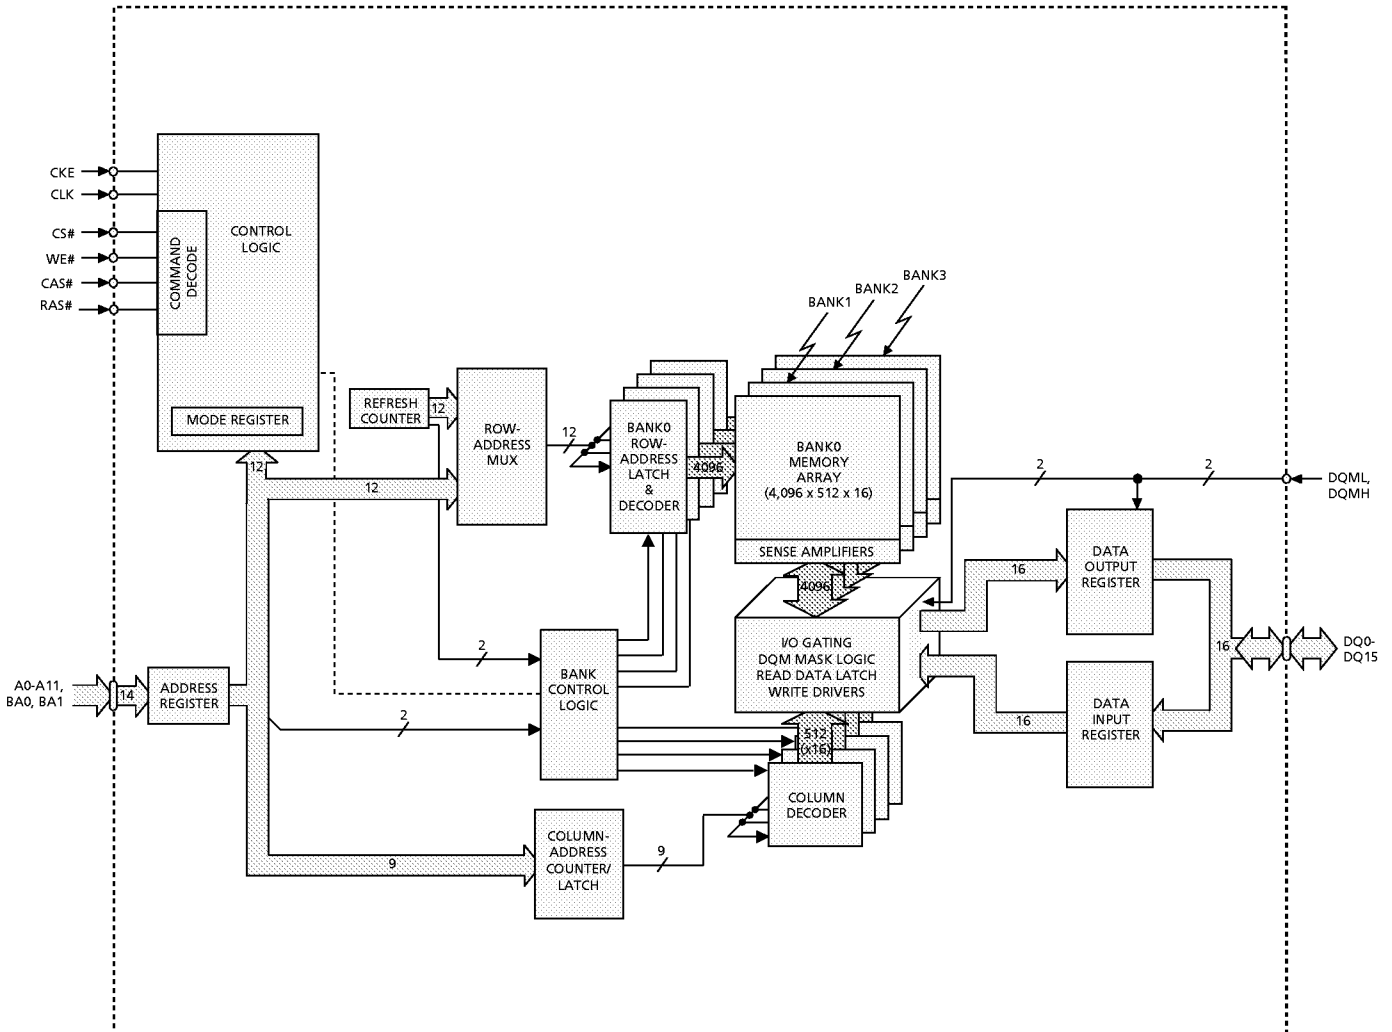 CKE
CLK
CS#
WE#
CAS#
RAS#
COMMAND
DECODE
CONTROL
LOGIC
MODE REGISTER
12
REFRESH
COUNTER
12
12
ROW-
ADDRESS
MUX
12
BANK0
ROW-
ADDRESS
LATCH
&
DECODER
4096
BANK1
BANK2
BANK3
BANK0
MEMORY
ARRAY
(4,096 x 512 x 16)
SENSE AMPLIFIERS
4096
I/O GATING
DQM MASK LOGIC
READ DATA LATCH
WRITE DRIVERS
2
2
DQML,
DQMH
DATA
OUTPUT
REGISTER
16
16
DQ0-
DQ15
DATA
INPUT
REGISTER
16
A0-A11,
BA0, BA1
14
ADDRESS
REGISTER
2
2
BANK
CONTROL
LOGIC
512
(x16)
COLUMN
DECODER
9
COLUMN-
ADDRESS
COUNTER/
LATCH
9